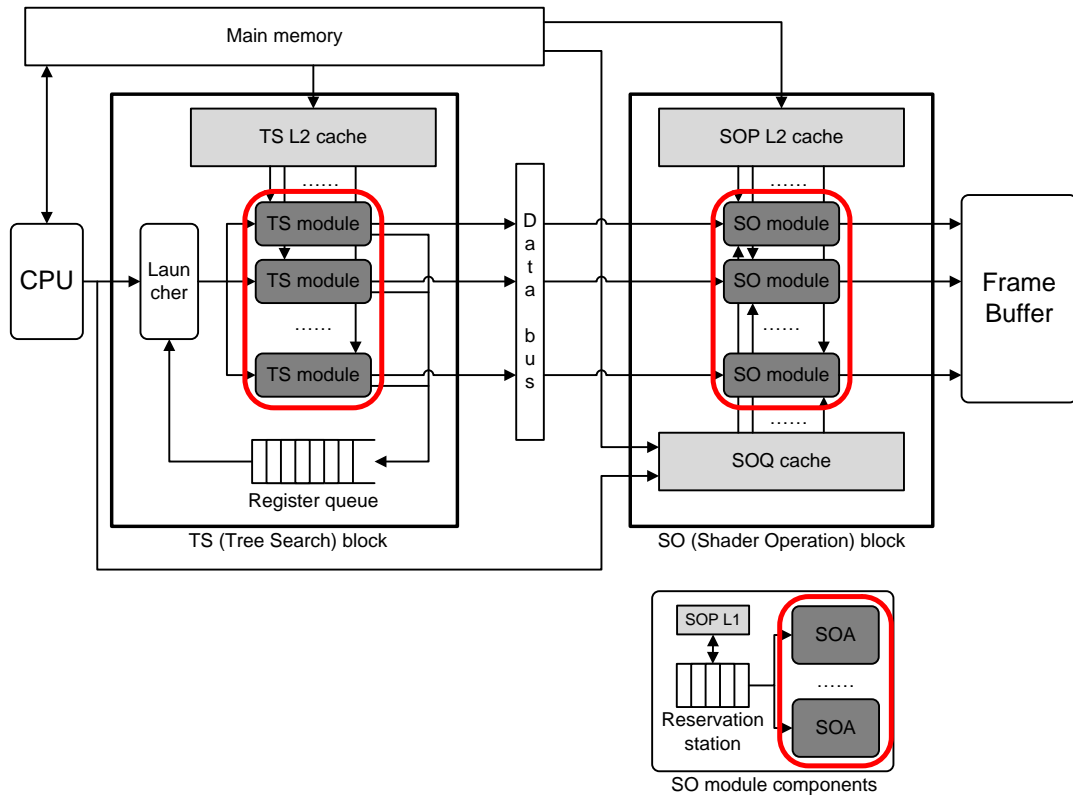 Main memory
TS L2 cache
SOP L2 cache
......
......
TS module
SO module
CPU
Laun
cher
TS module
D
a
t
a
b
u
s
SO module
Frame
Buffer
......
......
TS module
SO module
......
SOQ cache
Register queue
TS (Tree Search) block
SO (Shader Operation) block
SOP L1
SOA
......
Reservation
station
SOA
SO module components